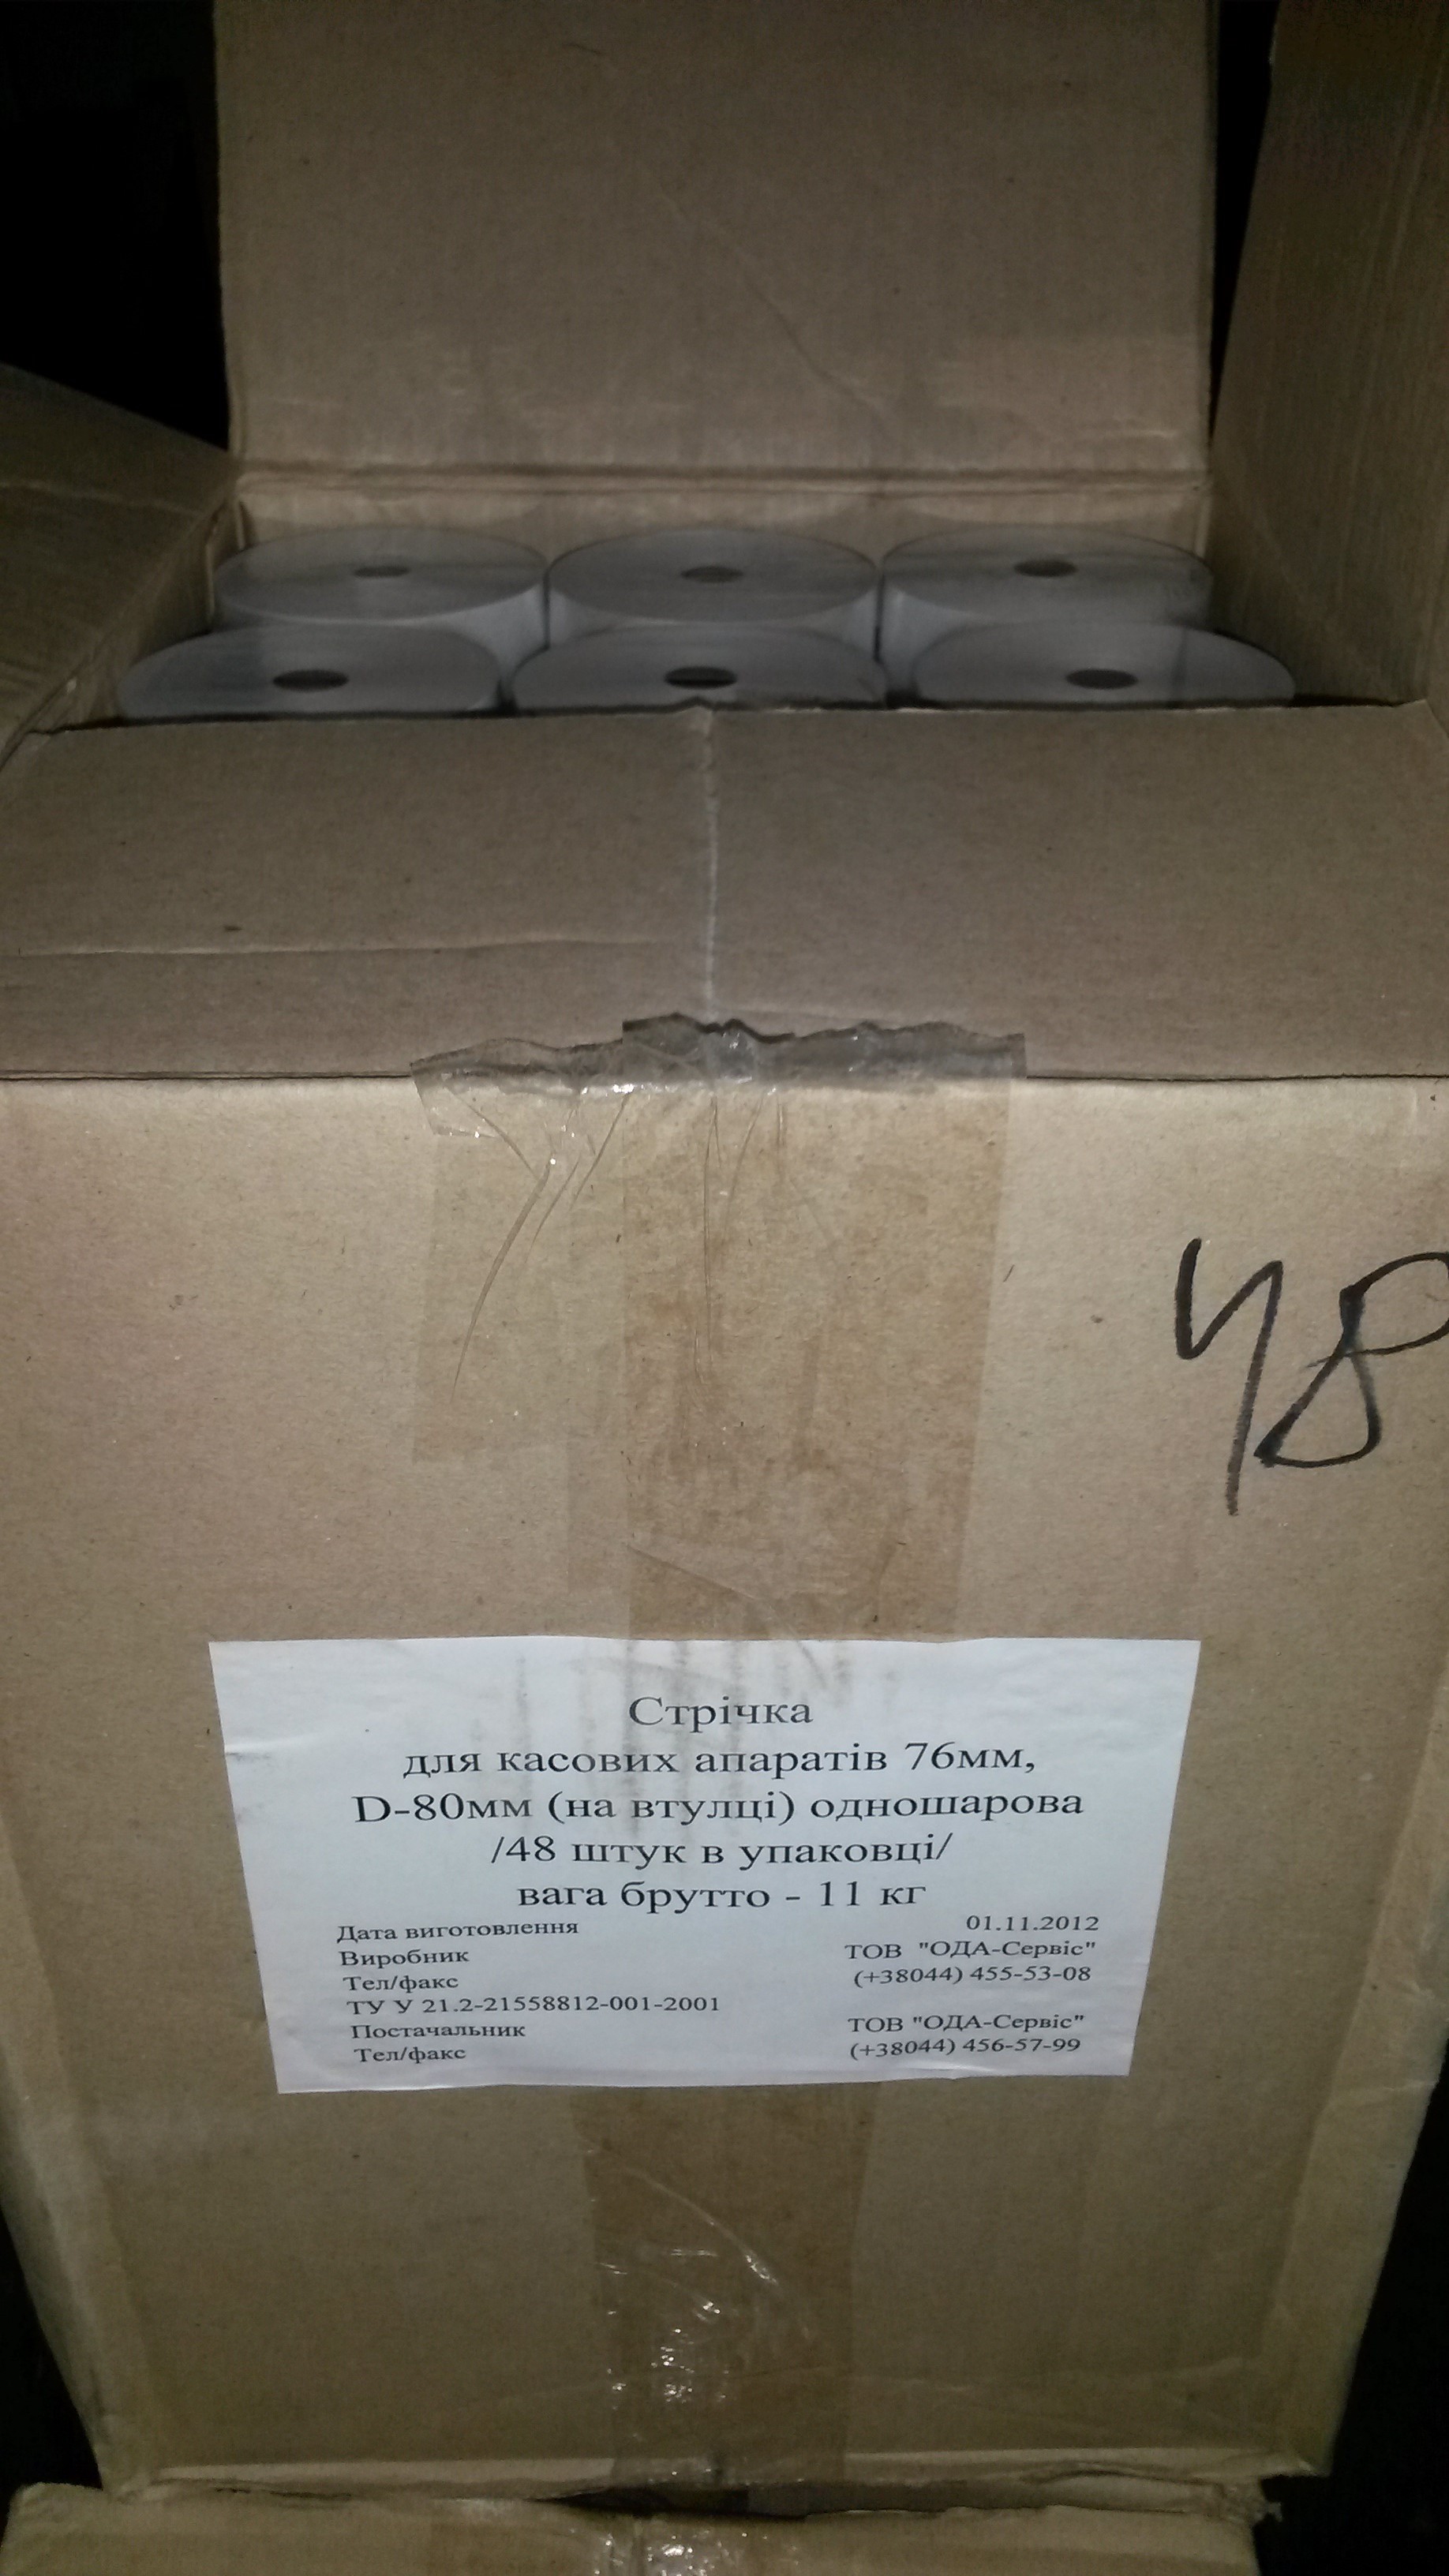 48
Стрічка
для касових апаратів 76мм,
D-80мм (на втулці) одношарова
/48 штук в упаковці/
вага брутто - 11 кг
Дата виготовлення 01.11.2012
Виробник ТОВ "ОДА-Сервіс"
Тел/факс (+38044) 455-53-08
ТУ У 21.2-21558812-001-2001
Постачальник ТОВ "ОДА-Сервіс"
Тел/факс (+38044) 456-57-99